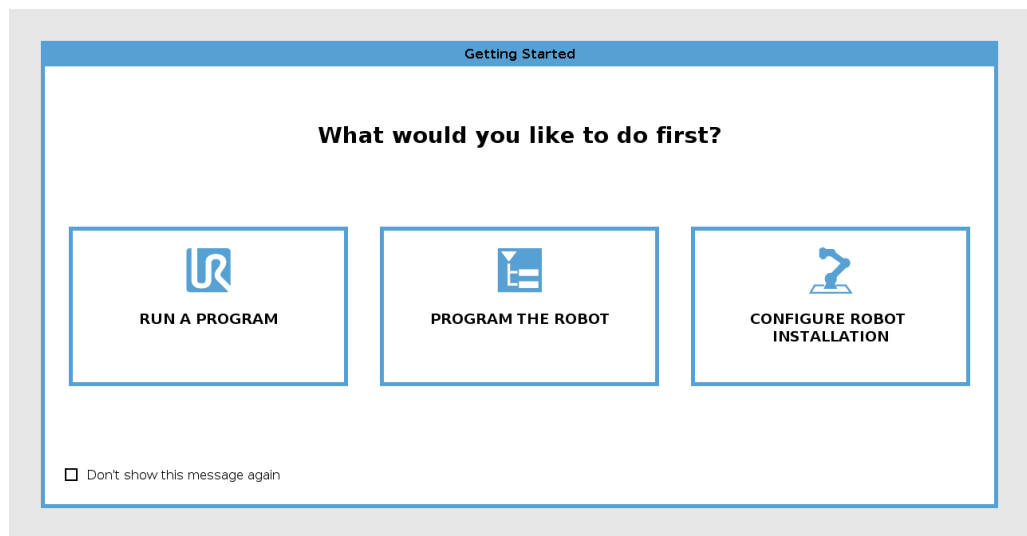 Getting Started
What would you like to do first?
UR
RUN A PROGRAM
PROGRAM THE ROBOT
CONFIGURE ROBOT
INSTALLATION
Don't show this message again